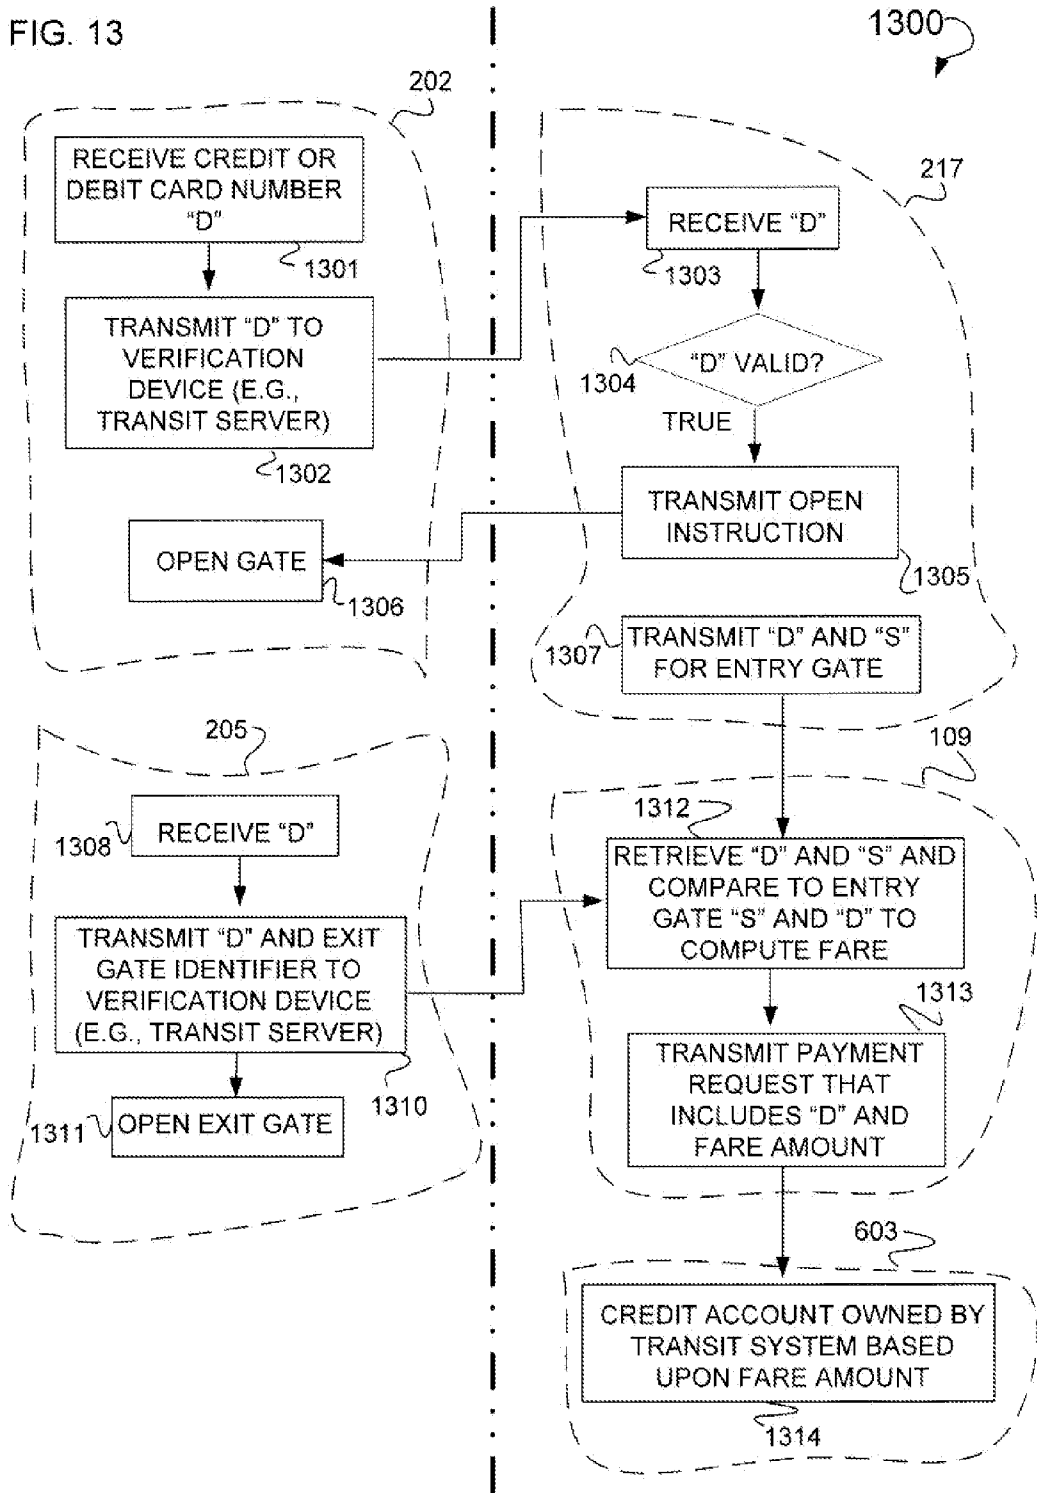 FIG. 13
1300
202
RECEIVE CREDIT OR
DEBIT CARD NUMBER
“D”
1301
TRANSMIT “D” TO
VERIFICATION
DEVICE (E.G.,
TRANSIT SERVER)
1302
217
RECEIVE “D”
1303
“D” VALID?
1304
TRUE
TRANSMIT OPEN
INSTRUCTION
1305
OPEN GATE
1306
TRANSMIT “D” AND “S”
FOR ENTRY GATE
1307
205
RECEIVE “D”
1308
TRANSMIT “D” AND EXIT
GATE IDENTIFIER TO
VERIFICATION DEVICE
(E.G., TRANSIT SERVER)
1310
OPEN EXIT GATE
1311
109
1312
RETRIEVE “D” AND “S” AND
COMPARE TO ENTRY
GATE “S” AND “D” TO
COMPUTE FARE
1313
TRANSMIT PAYMENT
REQUEST THAT
INCLUDES “D” AND
FARE AMOUNT
603
CREDIT ACCOUNT OWNED BY
TRANSIT SYSTEM BASED
UPON FARE AMOUNT
1314